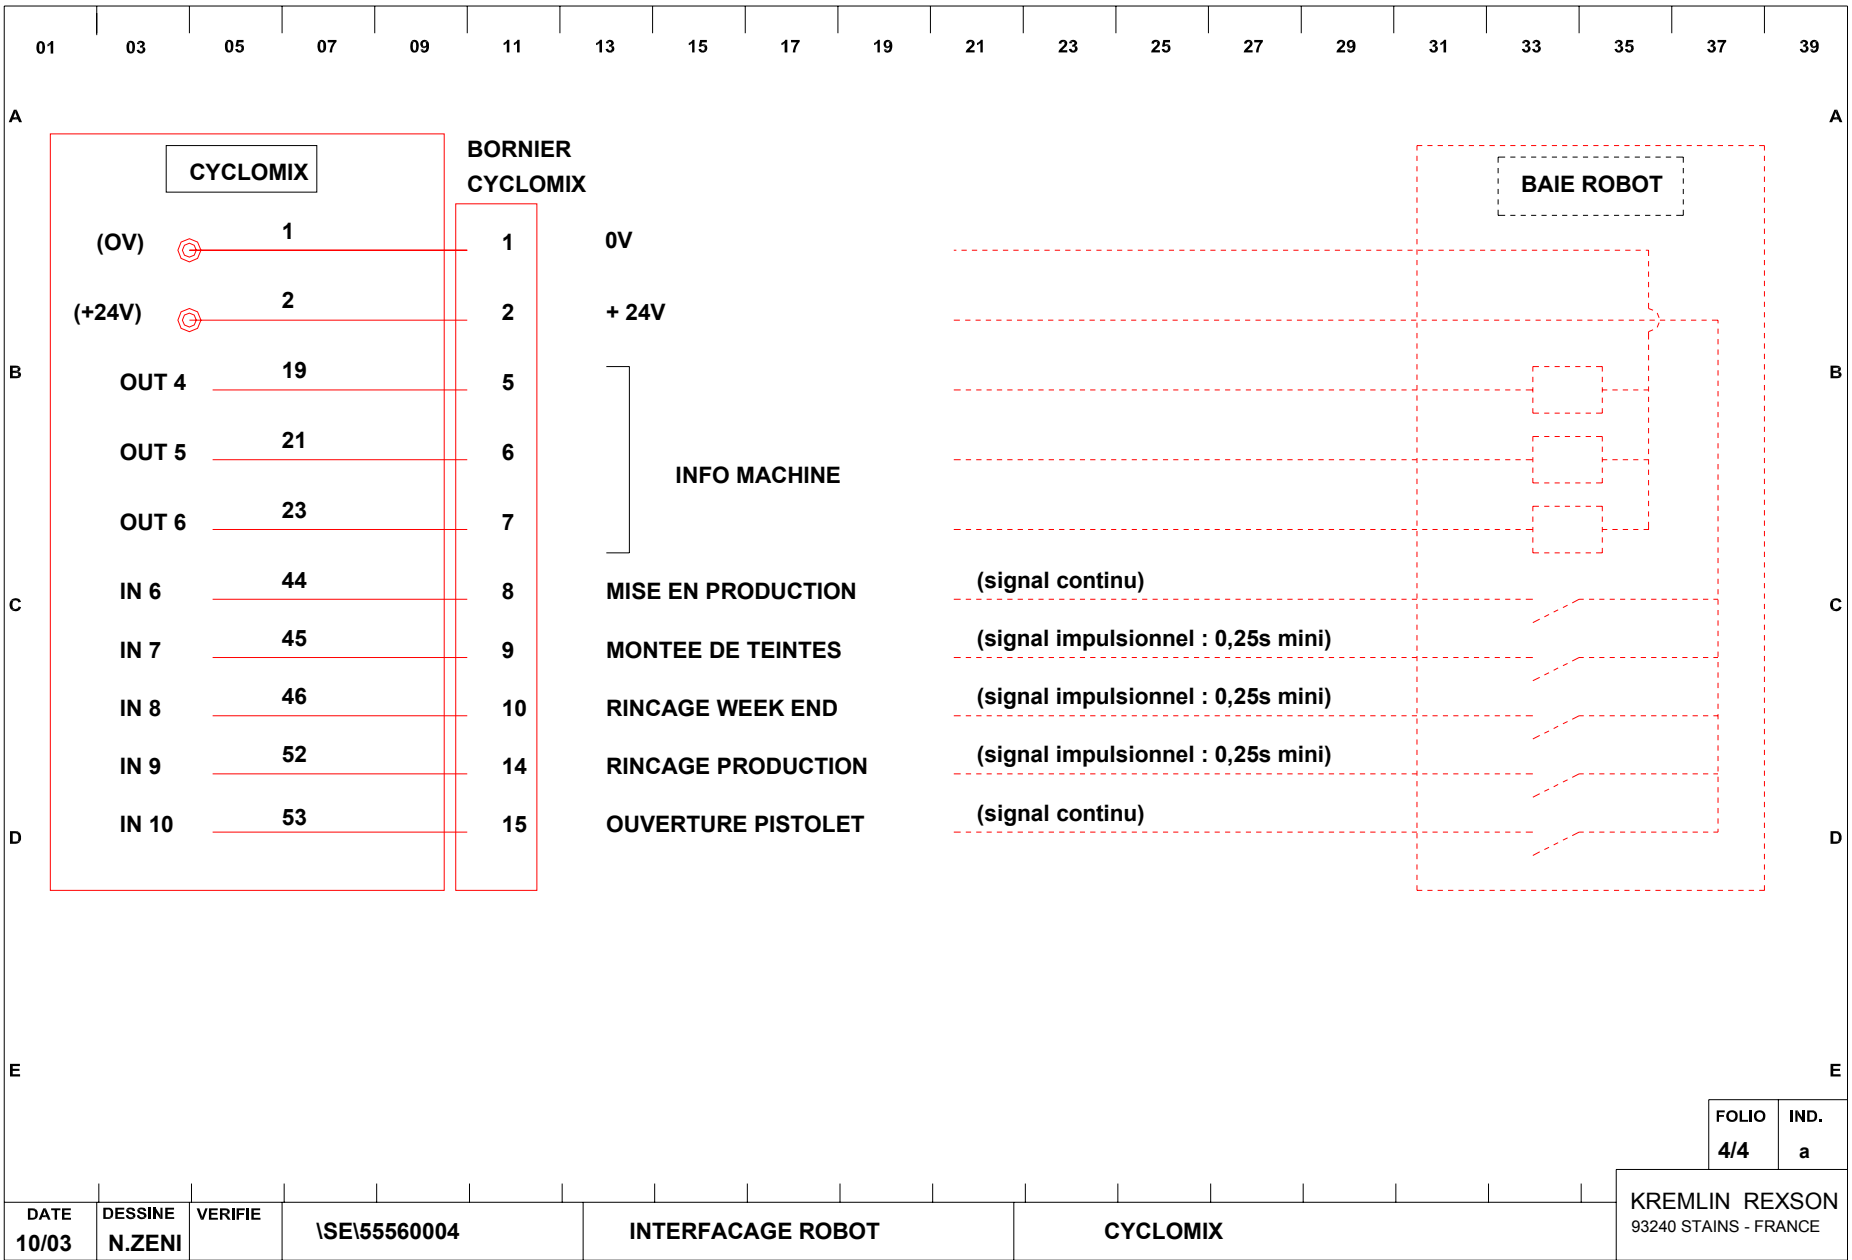 01 03 05 07 09 11 13 15 17 19 21 23 25 27 29 31 33 35 37 39
A A
CYCLOMIX
BORNIER
CYCLOMIX
BAIE ROBOT
(OV) 1 1 0V
(+24V) 2 2 + 24V
B B
OUT 4 19 5
OUT 5 21 6
INFO MACHINE
OUT 6 23 7
IN 6 44 8 MISE EN PRODUCTION (signal continu)
C C
IN 7 45 9 MONTEE DE TEINTES (signal impulsionnel : 0,25s mini)
IN 8 46 10 RINCAGE WEEK END (signal impulsionnel : 0,25s mini)
IN 9 52 14 RINCAGE PRODUCTION (signal impulsionnel : 0,25s mini)
IN 10 53 15 OUVERTURE PISTOLET (signal continu)
D D
E E
FOLIO IND.
4/4 a
DATE DESSINE VERIFIE
10/03 N.ZENI
\SE\55560004 INTERFACAGE ROBOT CYCLOMIX
KREMLIN REXSON
93240 STAINS - FRANCE